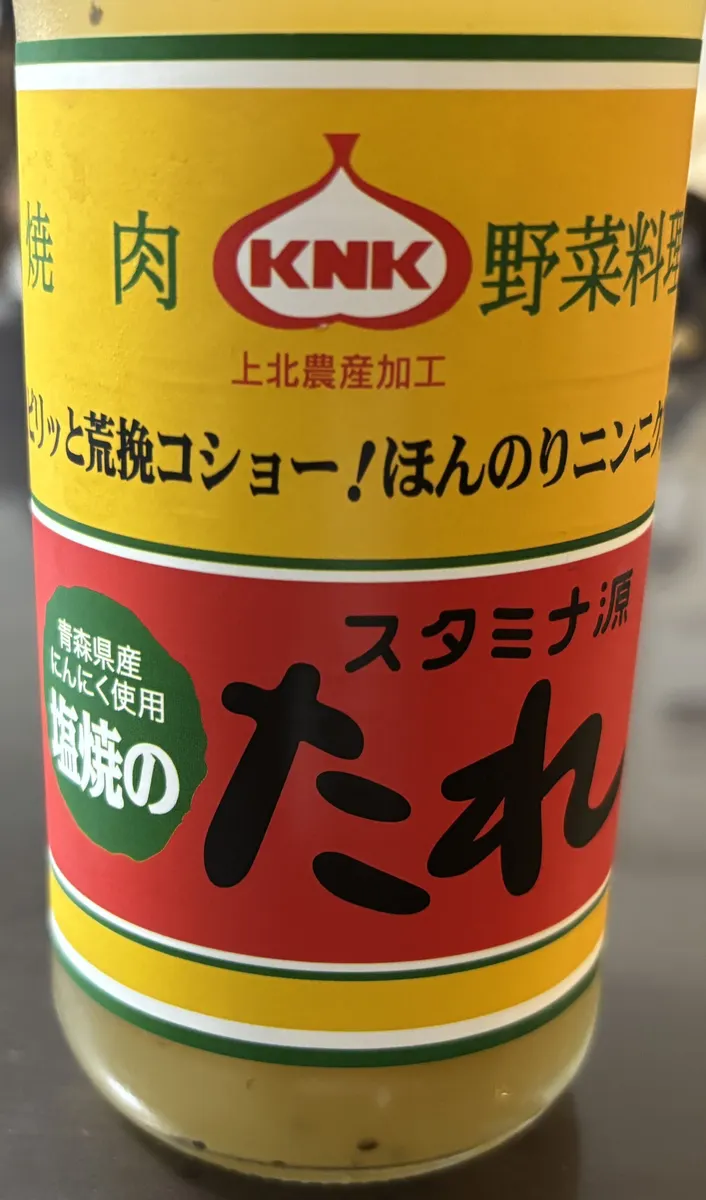 焼肉 KNK 野菜料理
上北農産加工
ピリッと荒挽コショー!ほんのりニンニク
スタミナ源
たれ
青森県産
にんにく使用
塩焼の